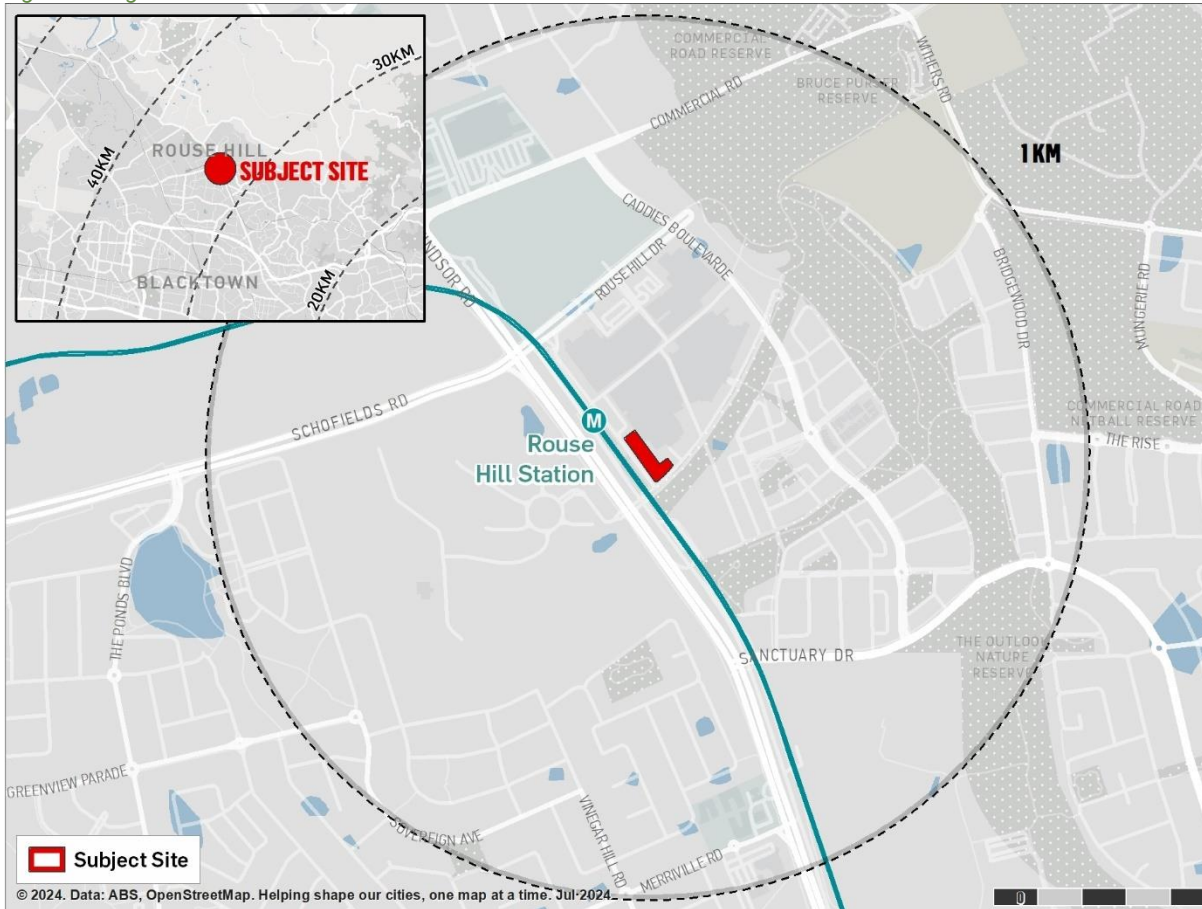 30KM
40KM
ROUSE HILL
SUBJECT SITE
BLACKTOWN
20KM
COMMERCIAL
ROAD RESERVE
WITHERS RD
BRUCE PURSER
RESERVE
COMMERCIAL RD
1 KM
CADDIES BOULEVARDE
ROUSE HILL DR
BRIDGEWOOD DR
MUNGERIE RD
SCHOFIELDS RD
M
Rouse
Hill Station
COMMERCIAL ROAD
NETBALL RESERVE
THE RISE
THE PONDS BLVD
SANCTUARY DR
THE OUTLOOK
NATURE
RESERVE
GREENVIEW PARADE
SOVEREIGN AVE
VINEGAR HILL RD
MERRIVILLE RD
Subject Site
© 2024. Data: ABS, OpenStreetMap. Helping shape our cities, one map at a time. Jul 2024
0